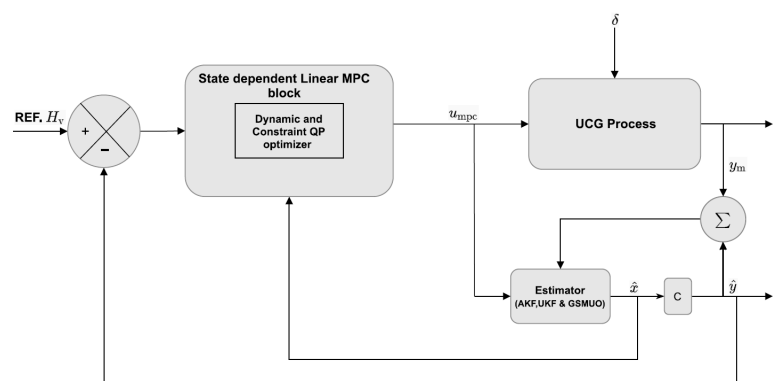 δ
State dependent Linear MPC
block
Dynamic and
Constraint QP
optimizer
REF. Hv
+
−
umpc
UCG Process
ym
∑
Estimator
(AKF,UKF & GSMUO)
x̂
C
ŷ